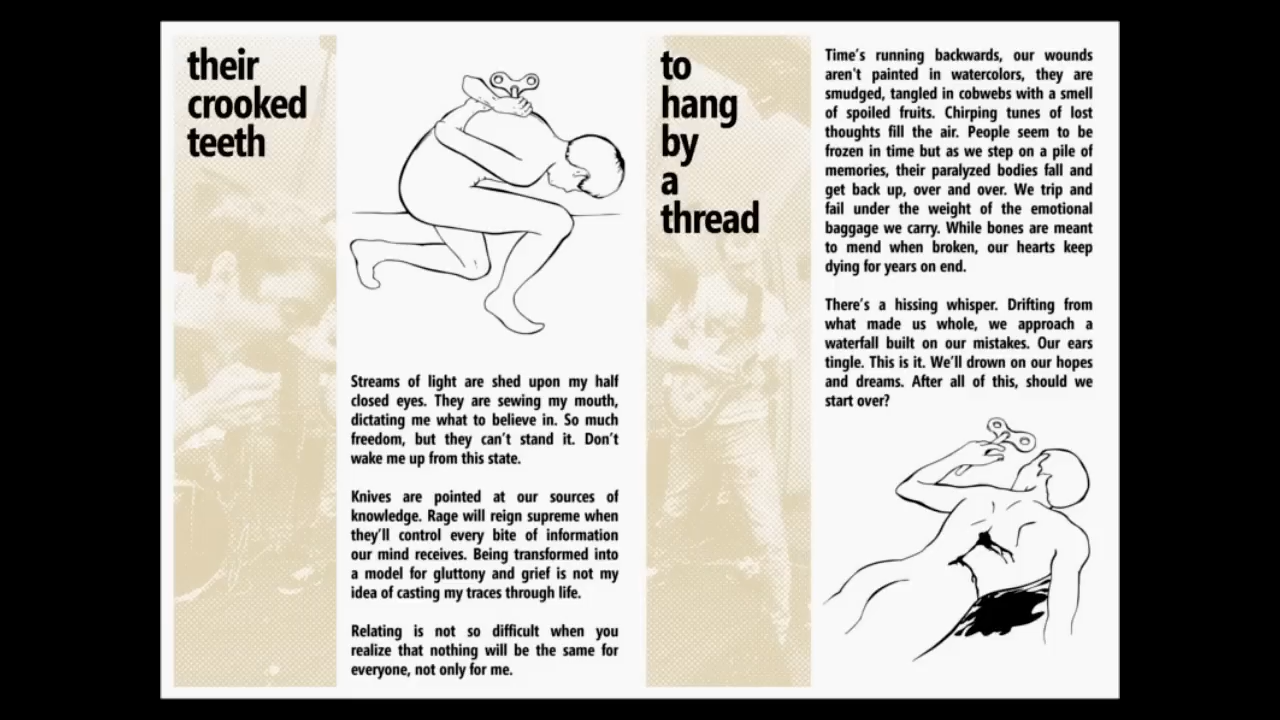 their
crooked
teeth
Streams of light are shed upon my half
closed eyes. They are sewing my mouth,
dictating me what to believe in. So much
freedom, but they can't stand it. Don't
wake me up from this state.
Knives are pointed at our sources of
knowledge. Rage will reign supreme when
they'll control every bite of information
our mind receives. Being transformed into
a model for gluttony and grief is not my
idea of casting my traces through life.
Relating is not so difficult when you
realize that nothing will be the same for
everyone, not only for me.
to
hang
by
a
thread
Time's running backwards, our wounds
aren't painted in watercolors, they are
smudged, tangled in cobwebs with a smell
of spoiled fruits. Chirping tunes of lost
thoughts fill the air. People seem to be
frozen in time but as we step on a pile of
memories, their paralyzed bodies fall and
get back up, over and over. We trip and
fail under the weight of the emotional
baggage we carry. While bones are meant
to mend when broken, our hearts keep
dying for years on end.
There's a hissing whisper. Drifting from
what made us whole, we approach a
waterfall built on our mistakes. Our ears
tingle. This is it. We'll drown on our hopes
and dreams. After all of this, should we
start over?